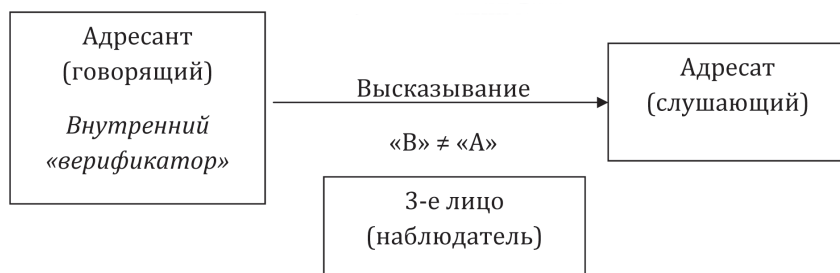 Адресант
(говорящий)
Внутренний
«верификатор»
Высказывание
«В» ≠ «А»
Адресат
(слушающий)
3-е лицо
(наблюдатель)